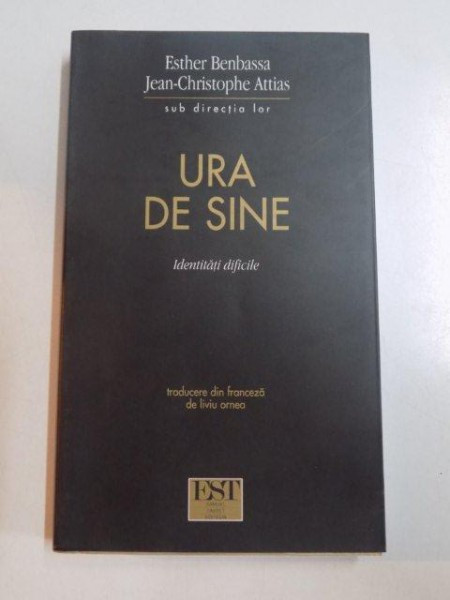 Esther Benbassa
Jean-Christophe Attias
sub direcția lor
URA
DE SINE
Identități dificile
traducere din franceză
de liviu ornea
EST